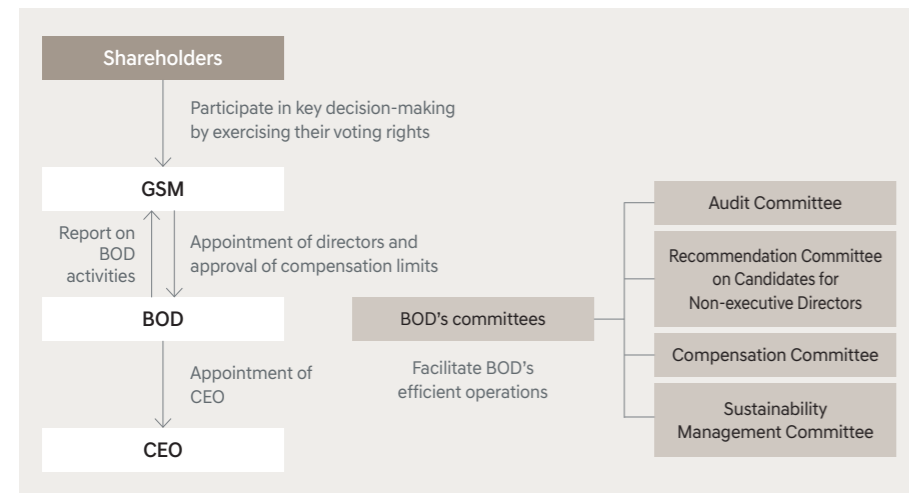 Shareholders
Participate in key decision-making
by exercising their voting rights
GSM
Report on
BOD
activities
Appointment of directors and
approval of compensation limits
BOD
Appointment of
CEO
CEO
BOD's committees
Facilitate BOD's
efficient operations
Audit Committee
Recommendation Committee
on Candidates for
Non-executive Directors
Compensation Committee
Sustainability
Management Committee